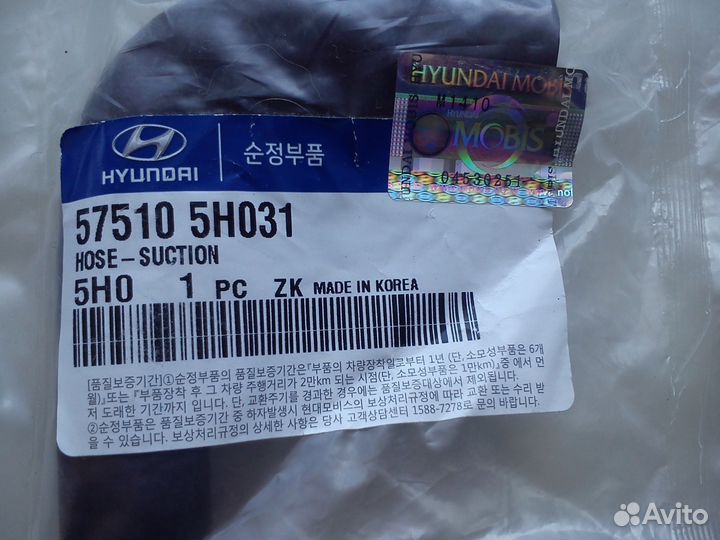 HYUNDAI
순정부품
57510 5H031
HOSE-SUCTION
5H0 1 PC ZK MADE IN KOREA
[품질보증기간]①순정부품의 품질보증기간은『부품의 차량장착일로부터 1년 (단, 소모성부품은 6개
월)』또는 『부품장착 후 그 차량 주행거리가 2만km 되는 시점(단, 소모성부품은 1만km)』중 에서 먼
저 도래한 기간까지 입니다. 단, 교환주기를 경과한 경우에는 품질보증대상에서 제외됩니다.
②순정부품은 품질보증기간 중 하자발생시 현대모비스의 보상처리규정에 따라 교환 또는 수리 받
을 수 있습니다. 보상처리규정의 상세한 사항은 당사 고객상담센터 1588-7278로 문의 바랍니다.
HYUNDAI MOBIS
M1410
HYUNDAI
MOBIS
04530251
Avito